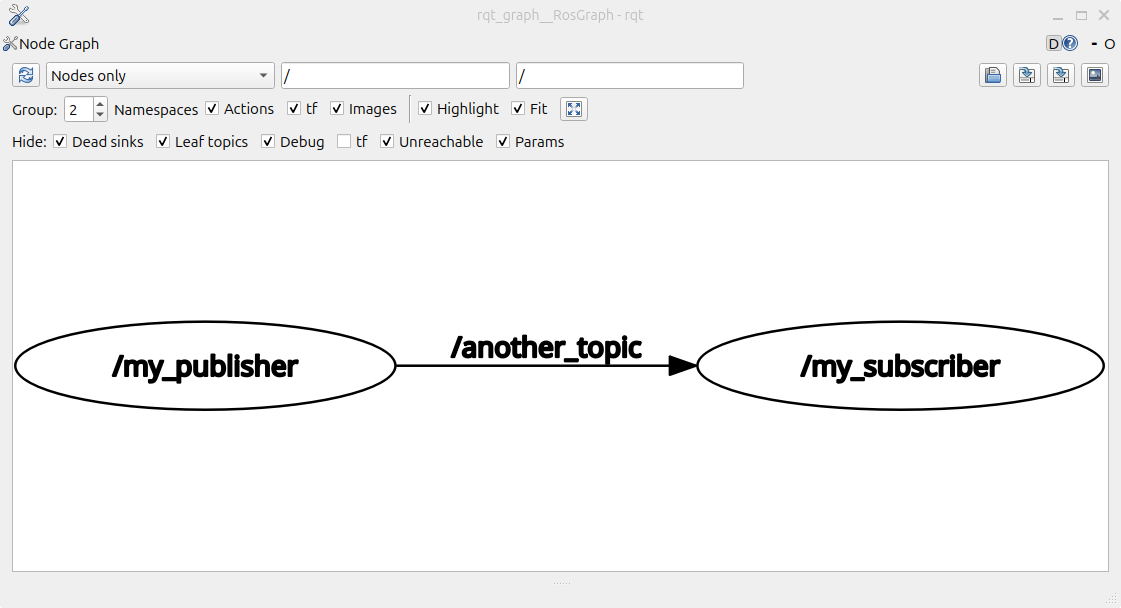 rqt_graph__RosGraph - rqt
Node Graph D ? - O
Nodes only / /
Group: 2 Namespaces Actions tf Images Highlight Fit
Hide: Dead sinks Leaf topics Debug tf Unreachable Params
/another_topic
/my_publisher /my_subscriber